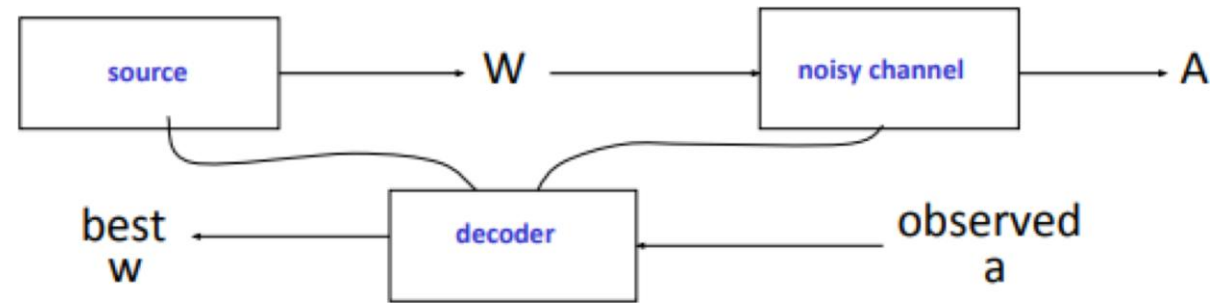 source
W
noisy channel
A
best
w
decoder
observed
a